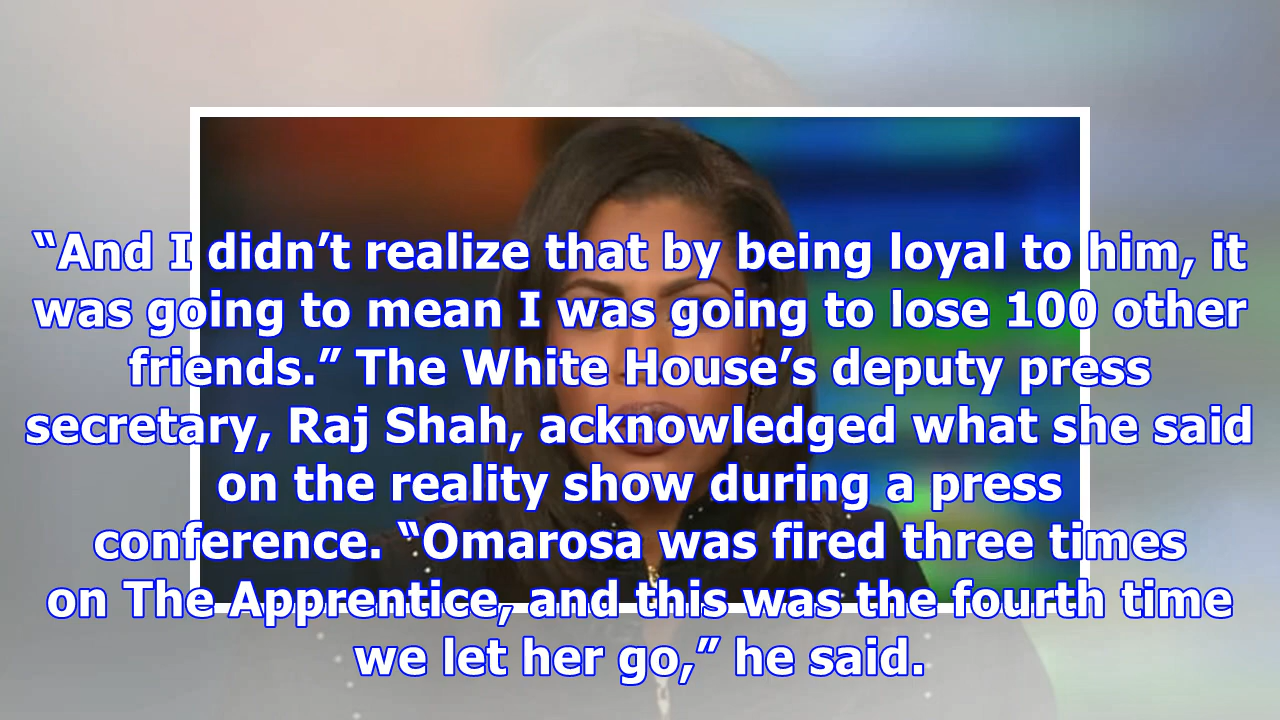 “And I didn’t realize that by being loyal to him, it
was going to mean I was going to lose 100 other
friends.” The White House’s deputy press
secretary, Raj Shah, acknowledged what she said
on the reality show during a press
conference. “Omarosa was fired three times
on The Apprentice, and this was the fourth time
we let her go,” he said.